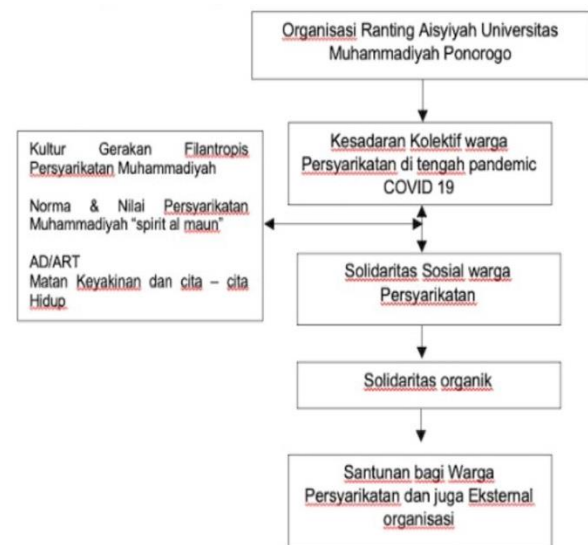 Organisasi Ranting Aisyiyah Universitas
Muhammadiyah Ponorogo
Kesadaran Kolektif warga
Persyarikatan di tengah pandemic
COVID 19
Kultur Gerakan Filantropis
Persyarikatan Muhammadiyah
Norma & Nilai Persyarikatan
Muhammadiyah “spirit al maun”
AD/ART
Matan Keyakinan dan cita – cita
Hidup
Solidaritas Sosial warga
Persyarikatan
Solidaritas organik
Santunan bagi Warga
Persyarikatan dan juga Eksternal
organisasi